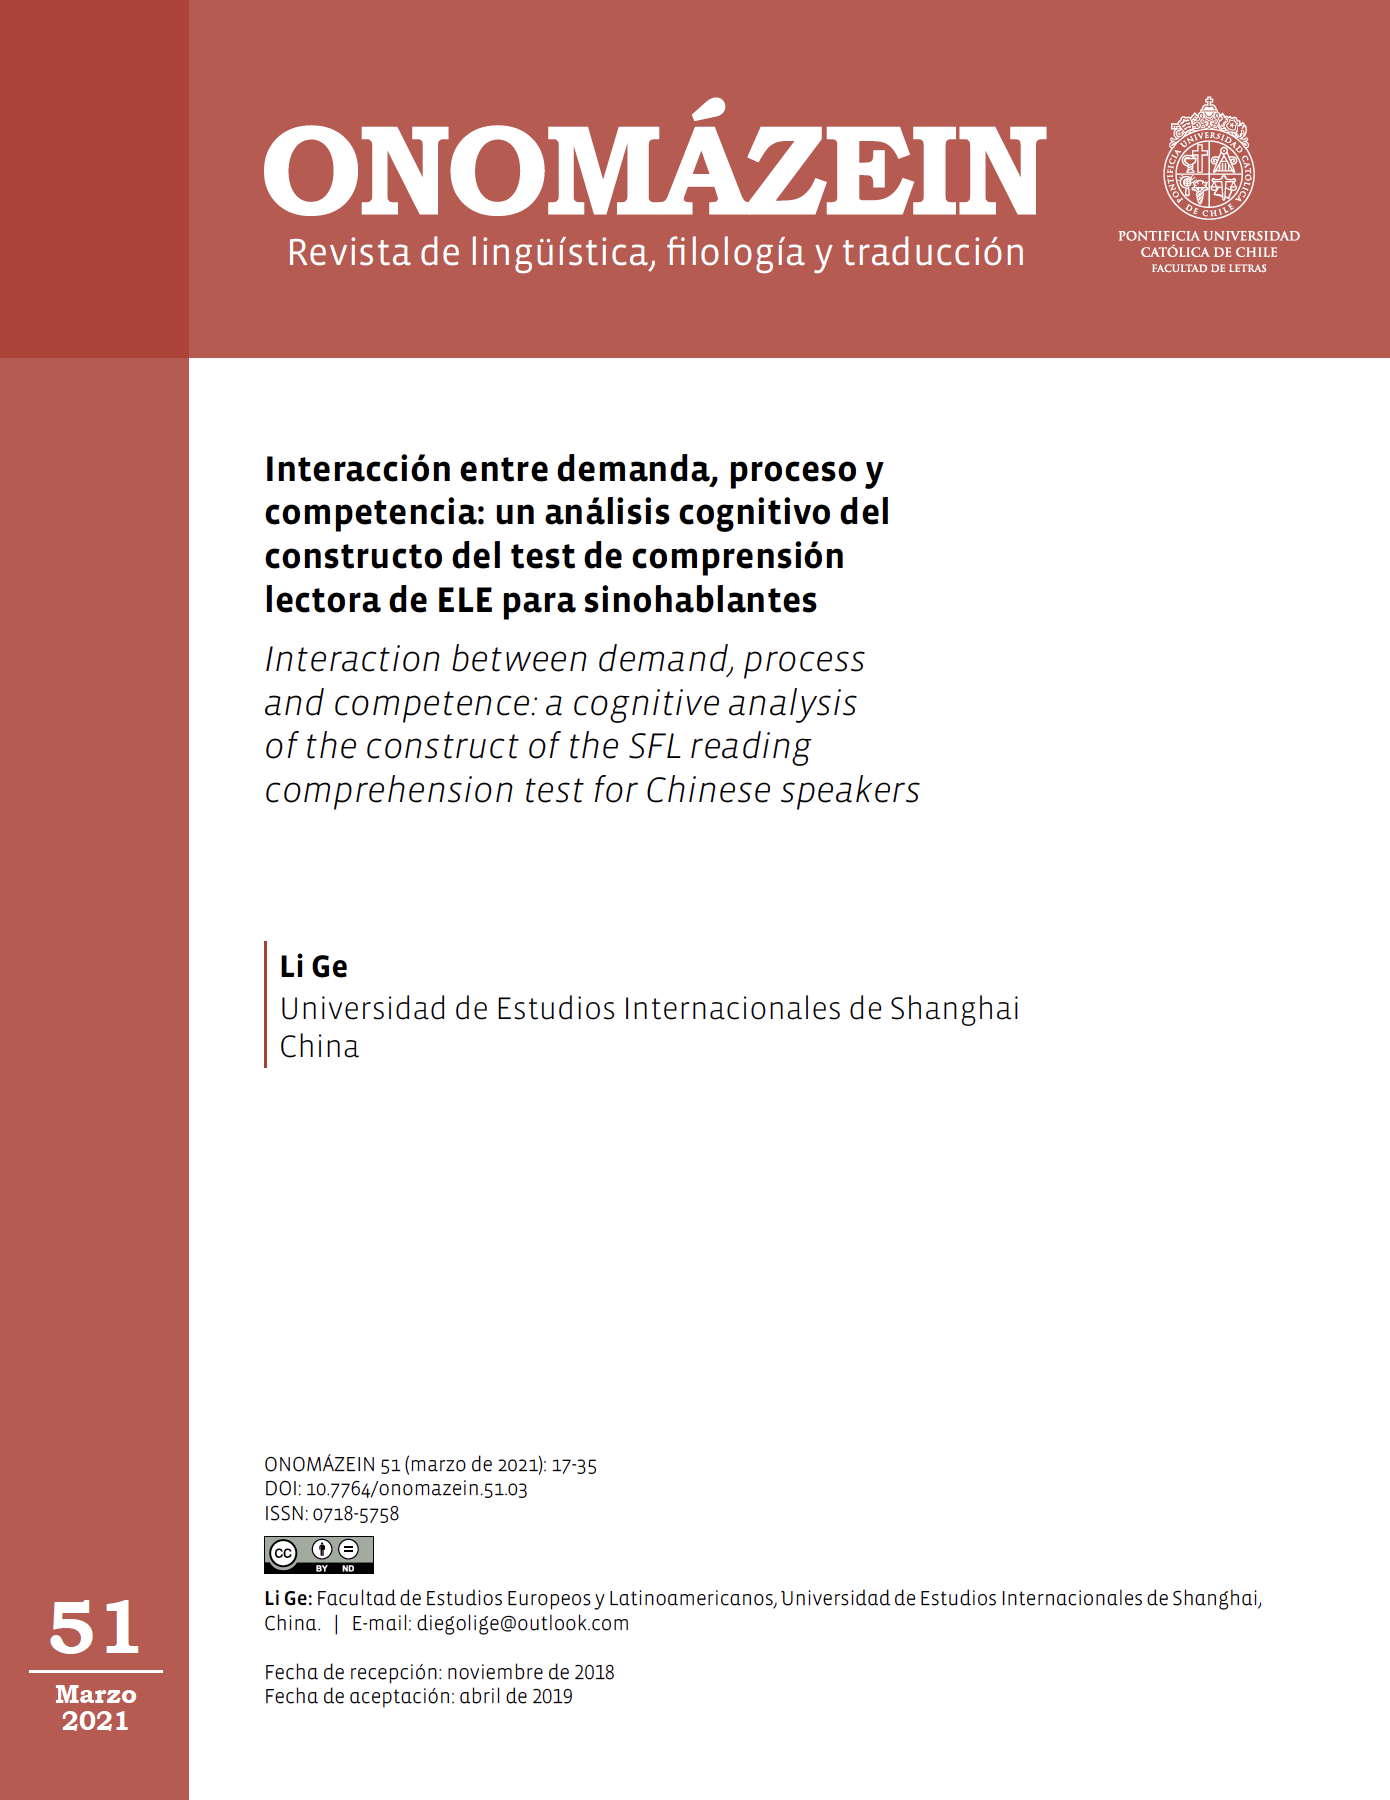 ONOMÁZEIN
Revista de lingüística, filología y traducción
PONTIFICIA UNIVERSIDAD CATÓLICA DE CHILE
PONTIFICIA UNIVERSIDAD
CATÓLICA DE CHILE
FACULTAD DE LETRAS
Interacción entre demanda, proceso y
competencia: un análisis cognitivo del
constructo del test de comprensión
lectora de ELE para sinohablantes
Interaction between demand, process
and competence: a cognitive analysis
of the construct of the SFL reading
comprehension test for Chinese speakers
Li Ge
Universidad de Estudios Internacionales de Shanghai
China
ONOMÁZEIN 51 (marzo de 2021): 17-35
DOI: 10.7764/onomazein.51.03
ISSN: 0718-5758
CC BY ND
Li Ge: Facultad de Estudios Europeos y Latinoamericanos, Universidad de Estudios Internacionales de Shanghai,
China. | E-mail: diegolige@outlook.com
Fecha de recepción: noviembre de 2018
Fecha de aceptación: abril de 2019
51
Marzo
2021